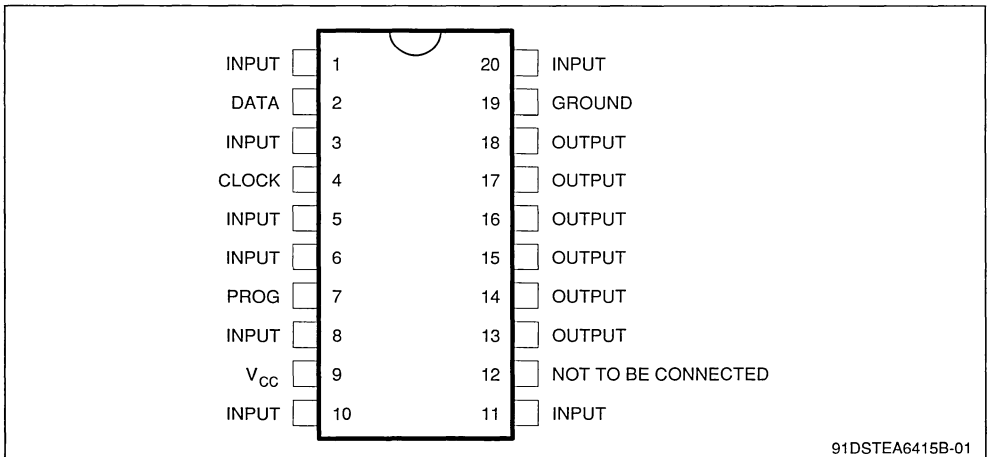 INPUT 1 20 INPUT
DATA 2 19 GROUND
INPUT 3 18 OUTPUT
CLOCK 4 17 OUTPUT
INPUT 5 16 OUTPUT
INPUT 6 15 OUTPUT
PROG 7 14 OUTPUT
INPUT 8 13 OUTPUT
VCC 9 12 NOT TO BE CONNECTED
INPUT 10 11 INPUT
91DSTEA6415B-01